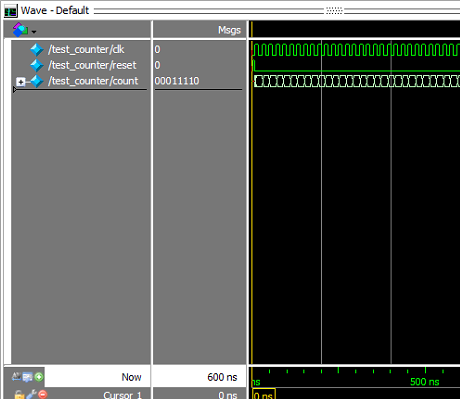 Wave - Default
Msgs
/test_counter/clk 0
/test_counter/reset 0
/test_counter/count 00011110
Now 600 ns
ns 500 ns
Cursor 1 0 ns
0 ns